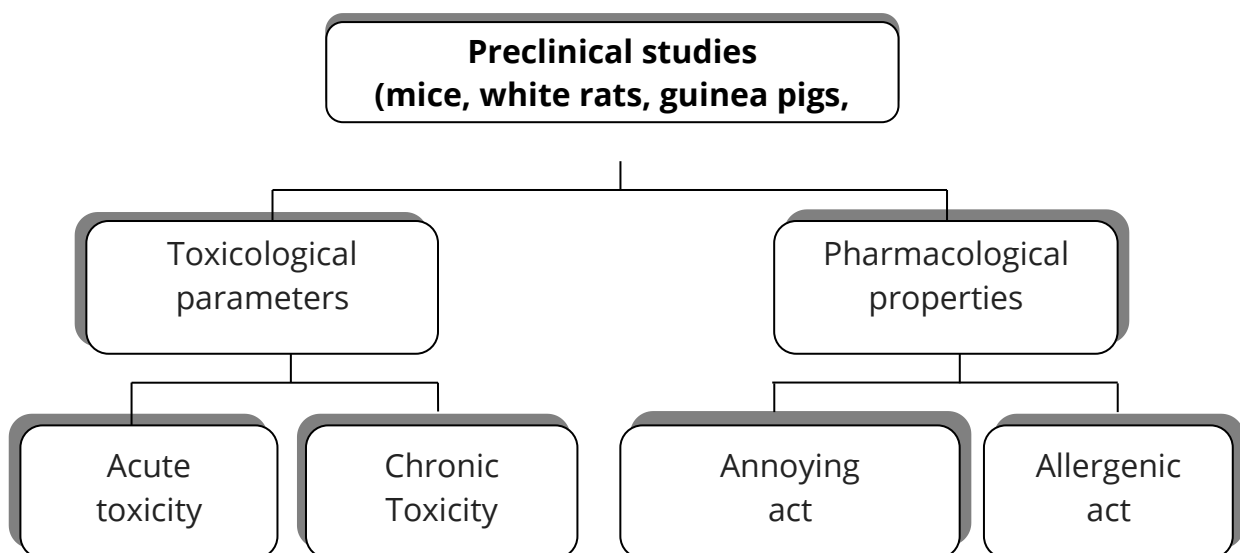 Preclinical studies
(mice, white rats, guinea pigs,
Toxicological
parameters
Pharmacological
properties
Acute
toxicity
Chronic
Toxicity
Annoying
act
Allergenic
act